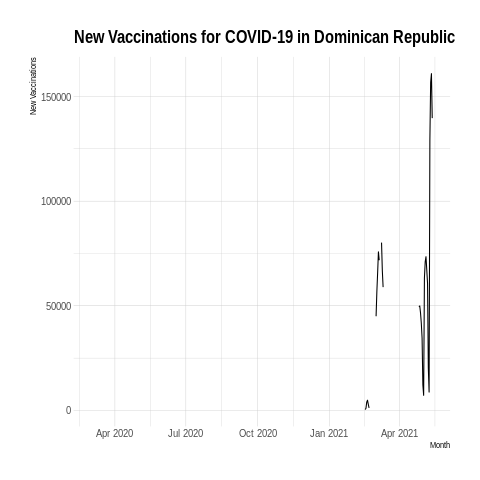 New Vaccinations for COVID-19 in Dominican Republic
New Vaccinations
150000
100000
50000
0
Apr 2020 Jul 2020 Oct 2020 Jan 2021 Apr 2021
Month